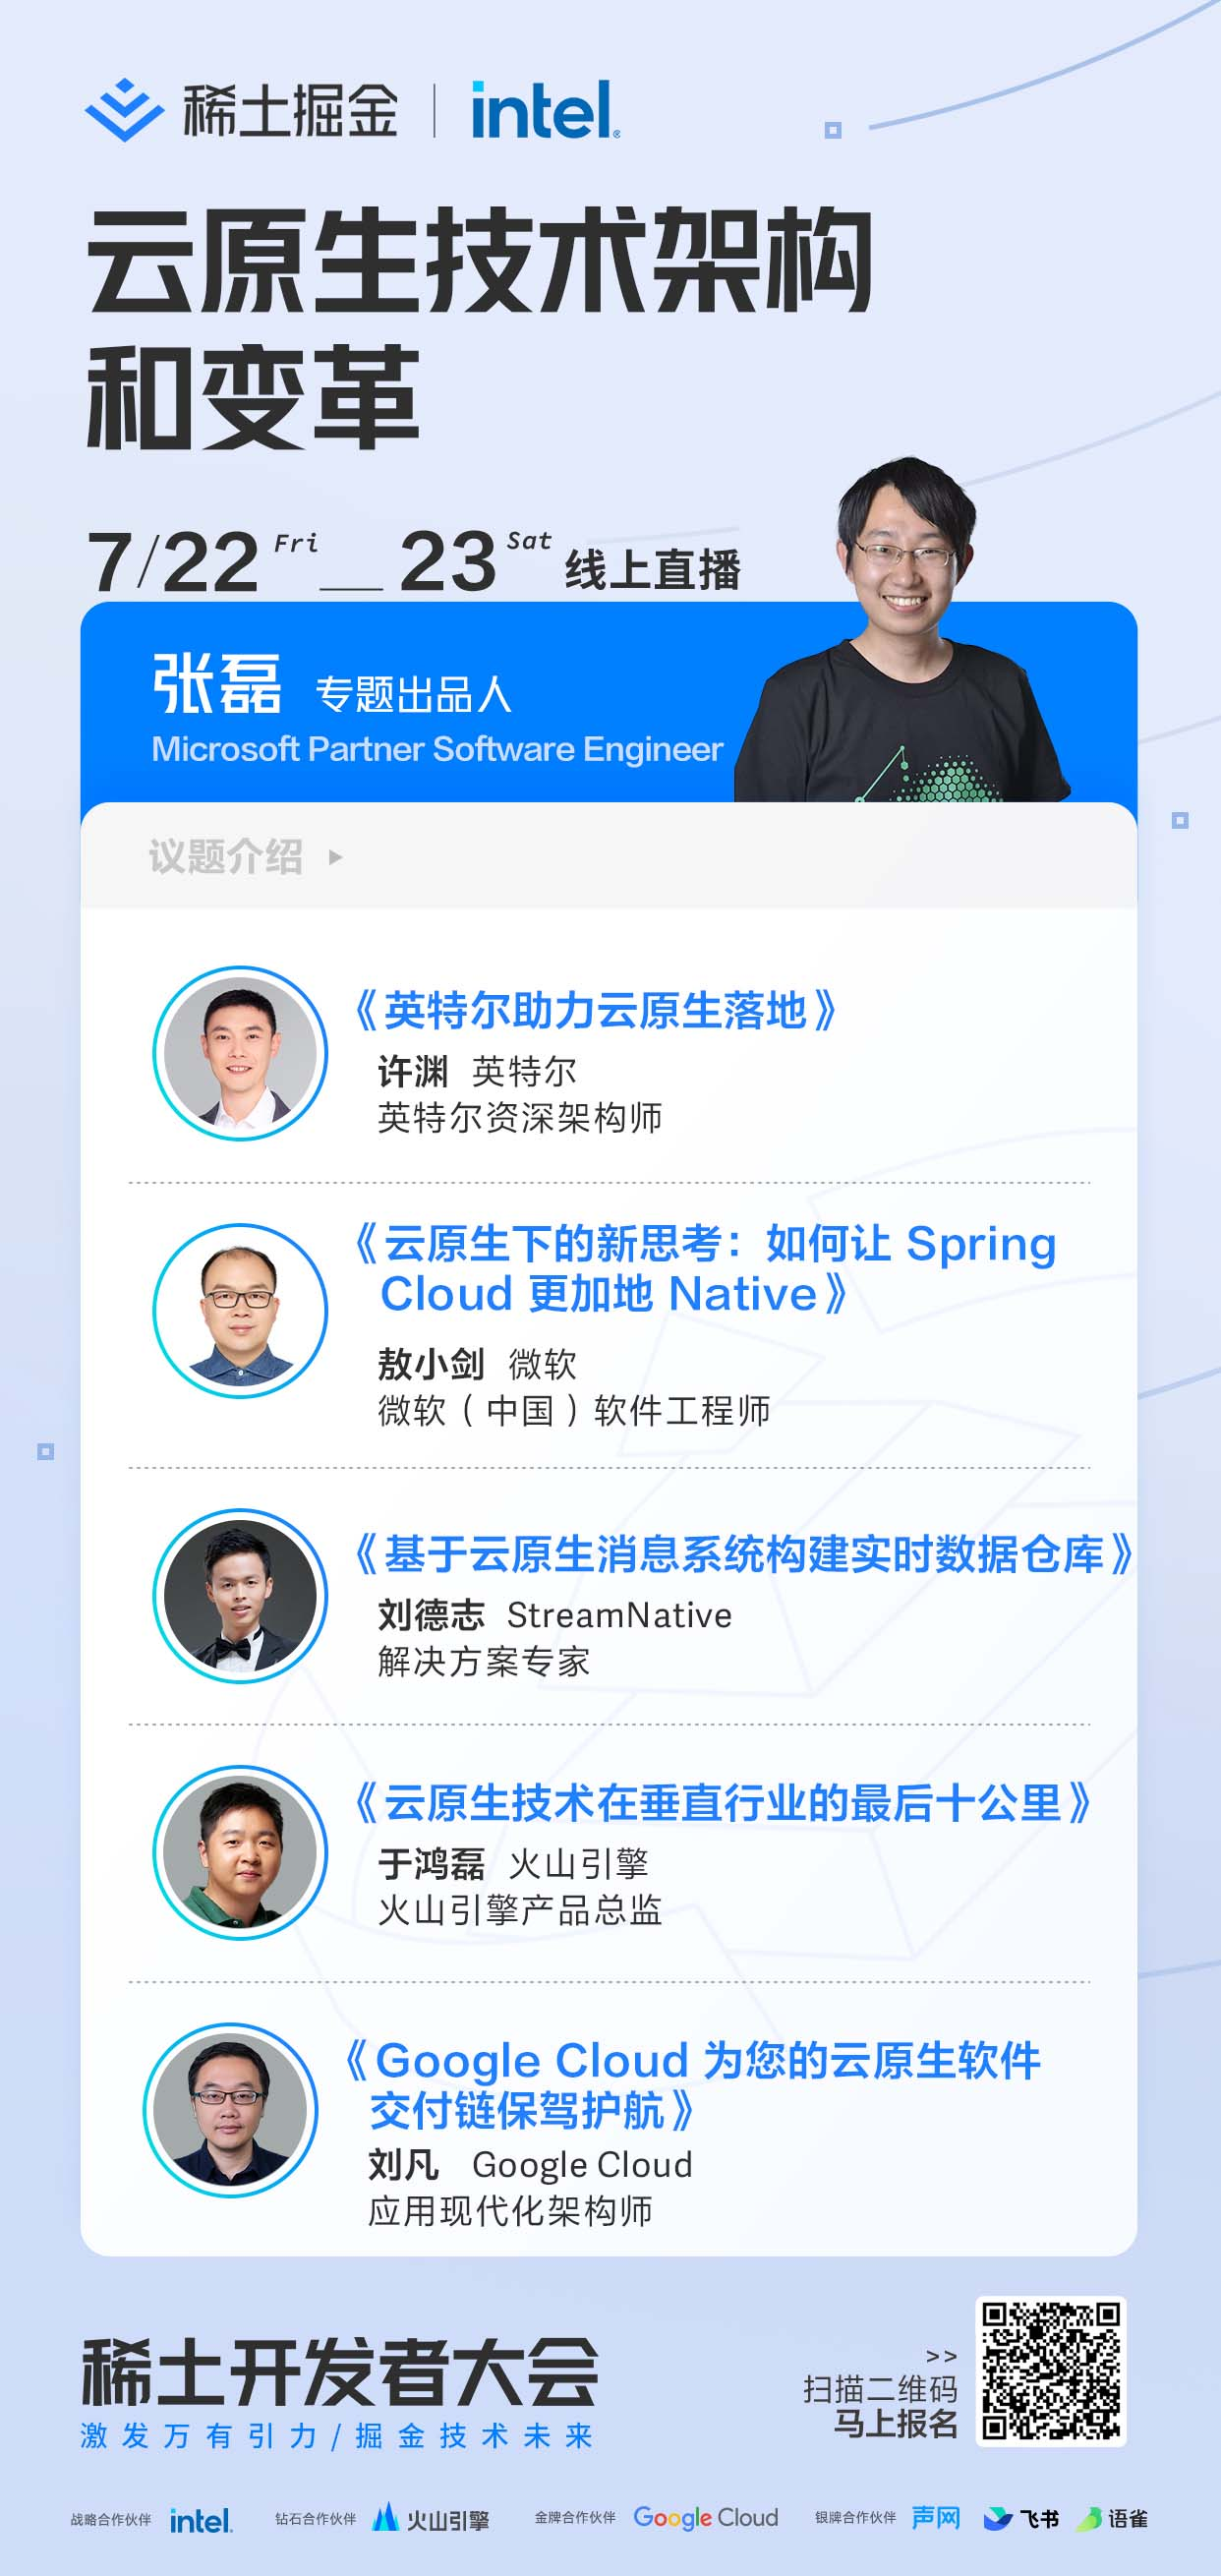 稀土掘金 | intel
云原生技术架构
和变革
7/22 Fri __ 23 Sat 线上直播
张磊 专题出品人
Microsoft Partner Software Engineer
议题介绍
《英特尔助力云原生落地》
许渊 英特尔
英特尔资深架构师
《云原生下的新思考：如何让 Spring
Cloud 更加地 Native》
敖小剑 微软
微软（中国）软件工程师
《基于云原生消息系统构建实时数据仓库》
刘德志 StreamNative
解决方案专家
《云原生技术在垂直行业的最后十公里》
于鸿磊 火山引擎
火山引擎产品总监
《Google Cloud 为您的云原生软件
交付链保驾护航》
刘凡 Google Cloud
应用现代化架构师
稀土开发者大会
激发万有引力/掘金技术未来
>>
扫描二维码
马上报名
战略合作伙伴 intel. 钻石合作伙伴 火山引擎 金牌合作伙伴 Google Cloud 银牌合作伙伴 声网 飞书 语雀